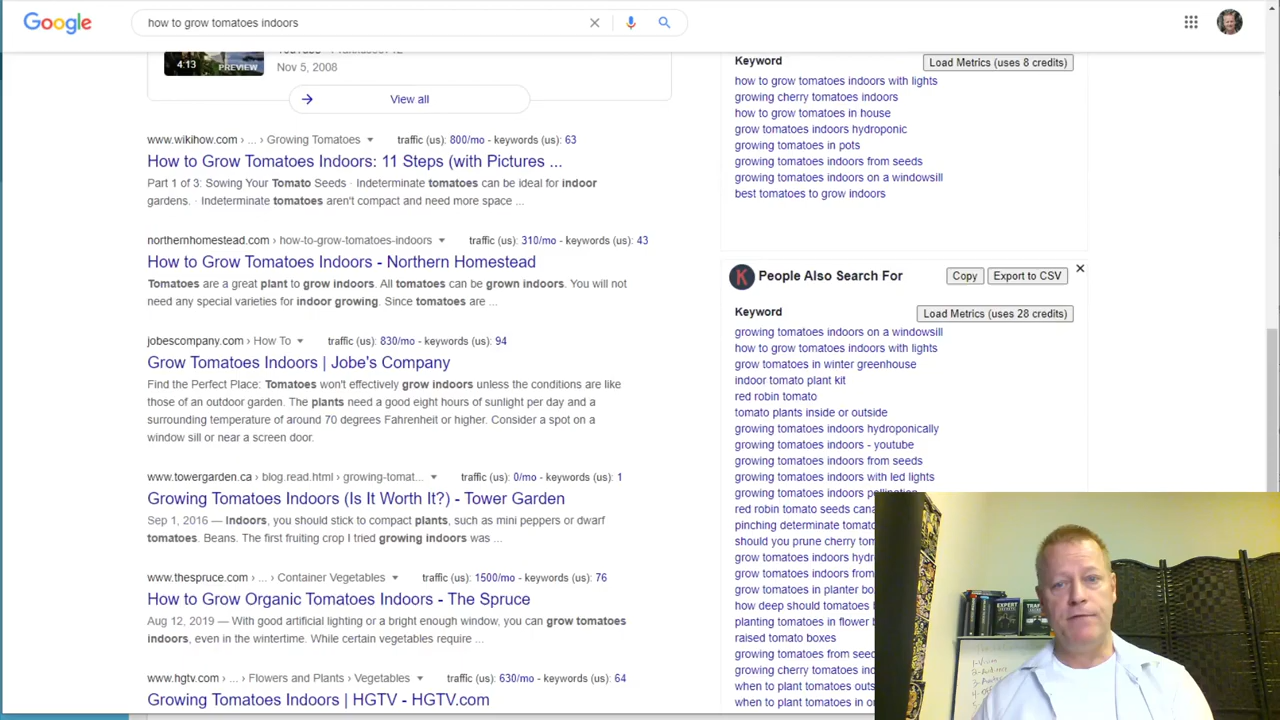 Google
how to grow tomatoes indoors
4:13
PREVIEW
Nov 5, 2008
View all
www.wikihow.com › ... › Growing Tomatoes traffic (us): 800/mo - keywords (us): 63
How to Grow Tomatoes Indoors: 11 Steps (with Pictures ...
Part 1 of 3: Sowing Your Tomato Seeds · Indeterminate tomatoes can be ideal for indoor
gardens. · Indeterminate tomatoes aren't compact and need more space ...
northernhomestead.com › how-to-grow-tomatoes-indoors traffic (us): 310/mo - keywords (us): 43
How to Grow Tomatoes Indoors - Northern Homestead
Tomatoes are a great plant to grow indoors. All tomatoes can be grown indoors. You will not
need any special varieties for indoor growing. Since tomatoes are ...
jobescompany.com › How To traffic (us): 830/mo - keywords (us): 94
Grow Tomatoes Indoors | Jobe's Company
Find the Perfect Place: Tomatoes won't effectively grow indoors unless the conditions are like
those of an outdoor garden. The plants need a good eight hours of sunlight per day and a
surrounding temperature of around 70 degrees Fahrenheit or higher. Consider a spot on a
window sill or near a screen door.
www.towergarden.ca › blog.read.html › growing-tomat... traffic (us): 0/mo - keywords (us): 1
Growing Tomatoes Indoors (Is It Worth It?) - Tower Garden
Sep 1, 2016 — Indoors, you should stick to compact plants, such as mini peppers or dwarf
tomatoes. Beans. The first fruiting crop I tried growing indoors was ...
www.thespruce.com › ... › Container Vegetables traffic (us): 1500/mo - keywords (us): 76
How to Grow Organic Tomatoes Indoors - The Spruce
Aug 12, 2019 — With good artificial lighting or a bright enough window, you can grow tomatoes
indoors, even in the wintertime. While certain vegetables require ...
www.hgtv.com › ... › Flowers and Plants › Vegetables traffic (us): 630/mo - keywords (us): 64
Growing Tomatoes Indoors | HGTV - HGTV.com
Keyword Load Metrics (uses 8 credits)
how to grow tomatoes indoors with lights
growing cherry tomatoes indoors
how to grow tomatoes in house
grow tomatoes indoors hydroponic
growing tomatoes in pots
growing tomatoes indoors from seeds
growing tomatoes indoors on a windowsill
best tomatoes to grow indoors
K People Also Search For Copy Export to CSV
Keyword Load Metrics (uses 28 credits)
growing tomatoes indoors on a windowsill
how to grow tomatoes indoors with lights
grow tomatoes in winter greenhouse
indoor tomato plant kit
red robin tomato
tomato plants inside or outside
growing tomatoes indoors hydroponically
growing tomatoes indoors - youtube
growing tomatoes indoors from seeds
growing tomatoes indoors with led lights
growing tomatoes indoors
red robin tomato seeds cana
pinching determinate tomato
should you prune cherry tom
grow tomatoes indoors hydr
grow tomatoes indoors from
grow tomatoes in planter bo
how deep should tomatoes
planting tomatoes in flower
raised tomato boxes
growing tomatoes from see
growing cherry tomatoes ind
when to plant tomatoes outs
when to plant tomatoes in o
EXPERT